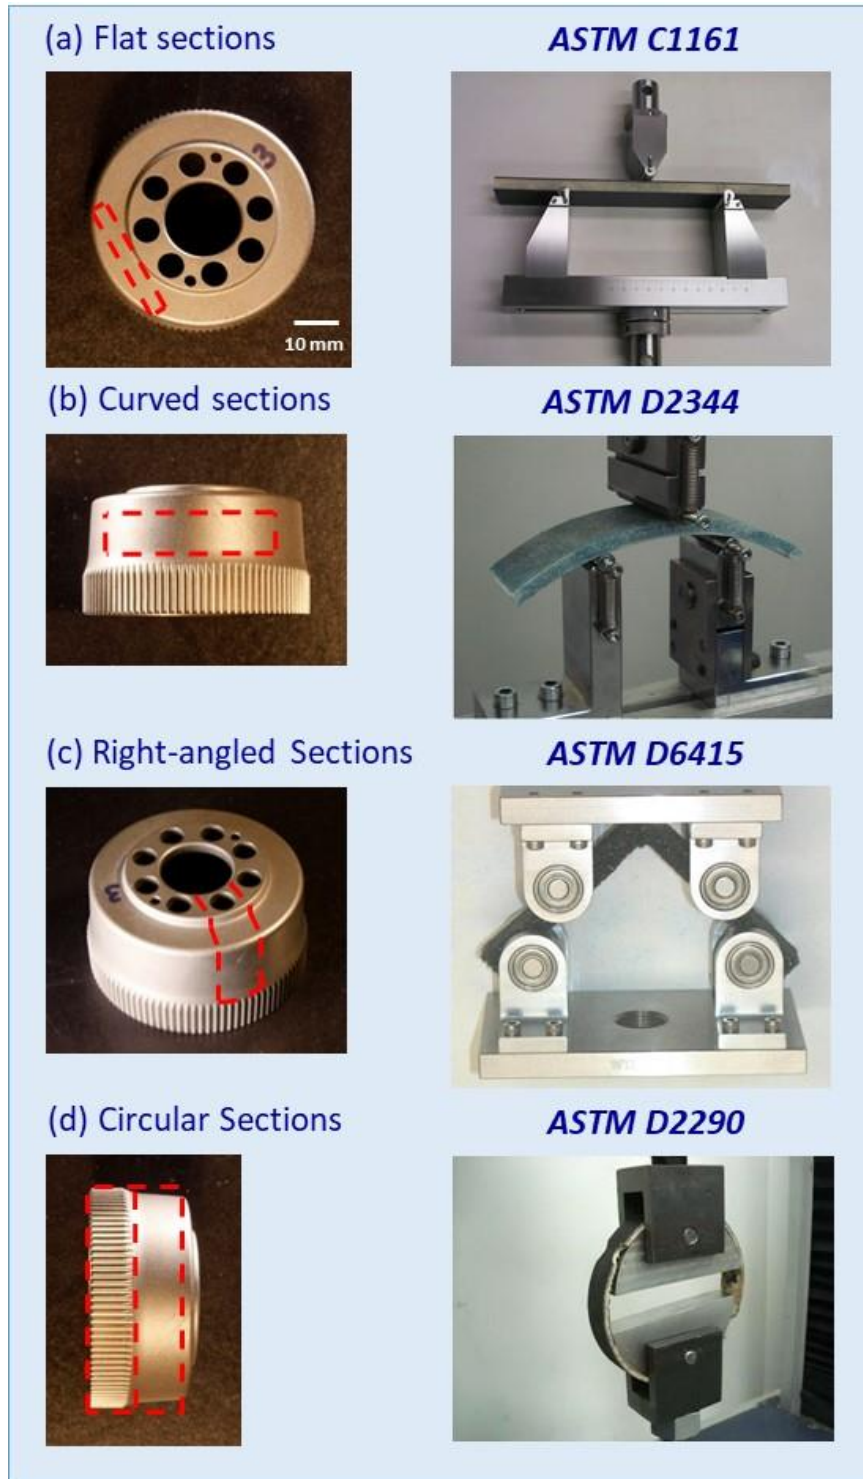 (a) Flat sections
ASTM C1161
3
10 mm
(b) Curved sections
ASTM D2344
(c) Right-angled Sections
ASTM D6415
3
(d) Circular Sections
ASTM D2290